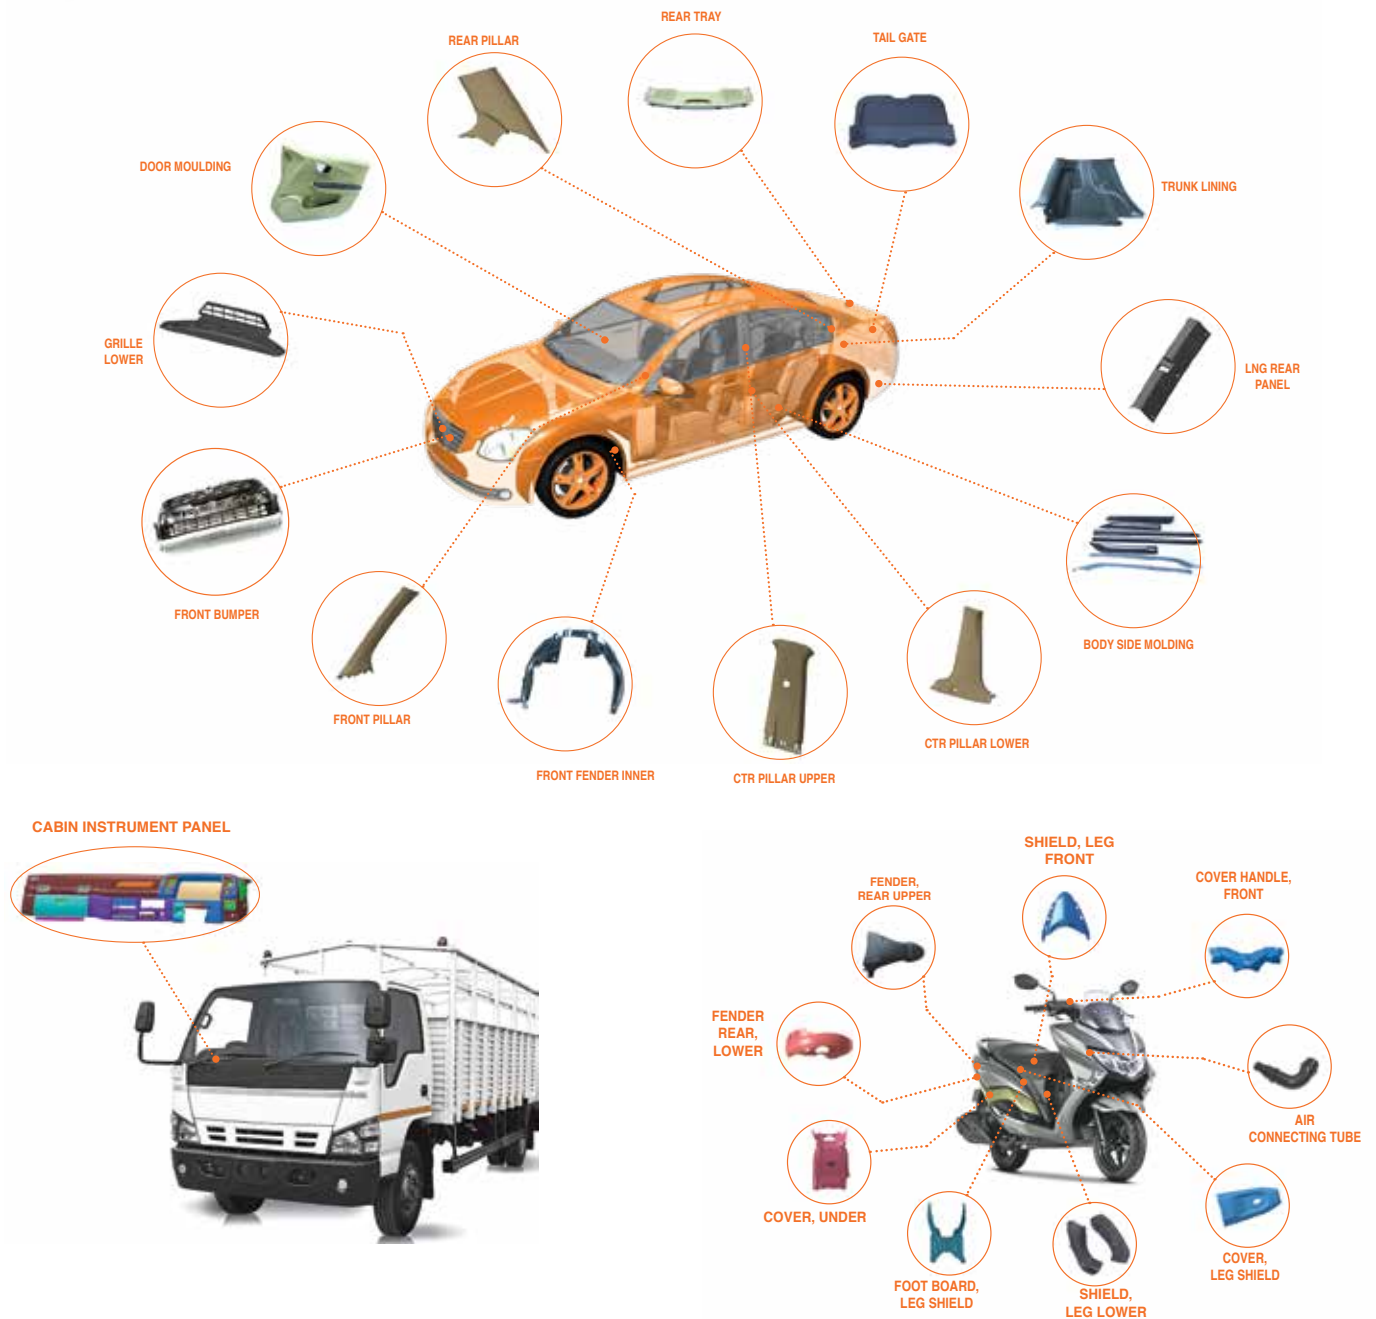 REAR TRAY
REAR PILLAR
TAIL GATE
DOOR MOULDING
TRUNK LINING
GRILLE
LOWER
LNG REAR
PANEL
FRONT BUMPER
BODY SIDE MOLDING
FRONT PILLAR
CTR PILLAR LOWER
FRONT FENDER INNER
CTR PILLAR UPPER
CABIN INSTRUMENT PANEL
SHIELD, LEG
FRONT
FENDER,
REAR UPPER
COVER HANDLE,
FRONT
FENDER
REAR,
LOWER
AIR
CONNECTING TUBE
COVER, UNDER
FOOT BOARD,
LEG SHIELD
SHIELD,
LEG LOWER
COVER,
LEG SHIELD